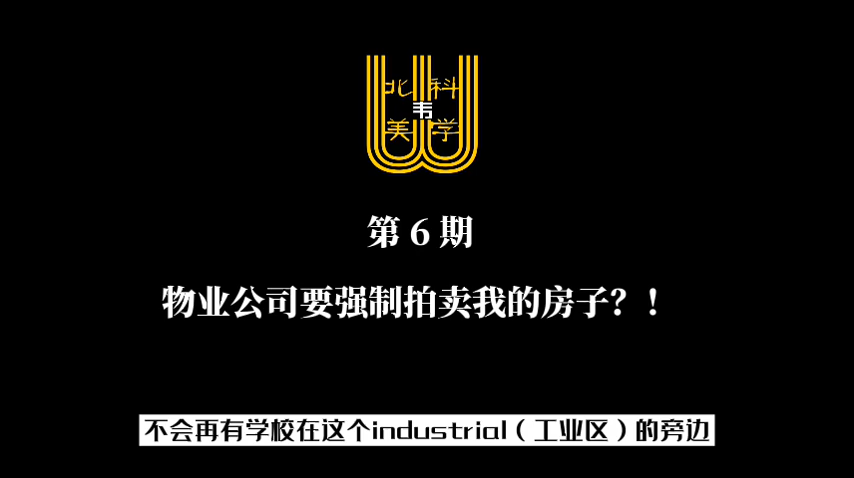 北 科
韦
美 学
第 6 期
物业公司要强制拍卖我的房子？！
不会再有学校在这个industrial（工业区）的旁边